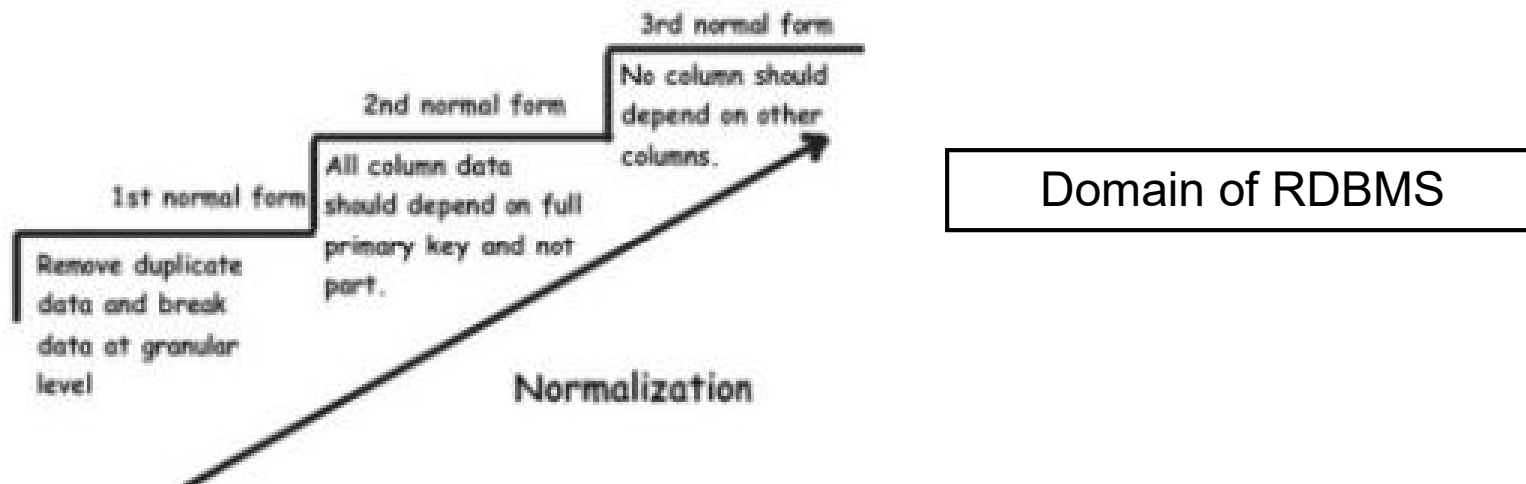 3rd normal form
No column should
depend on other
columns.
2nd normal form
All column data
should depend on full
primary key and not
part.
1st normal form
Remove duplicate
data and break
data at granular
level
Normalization
Domain of RDBMS